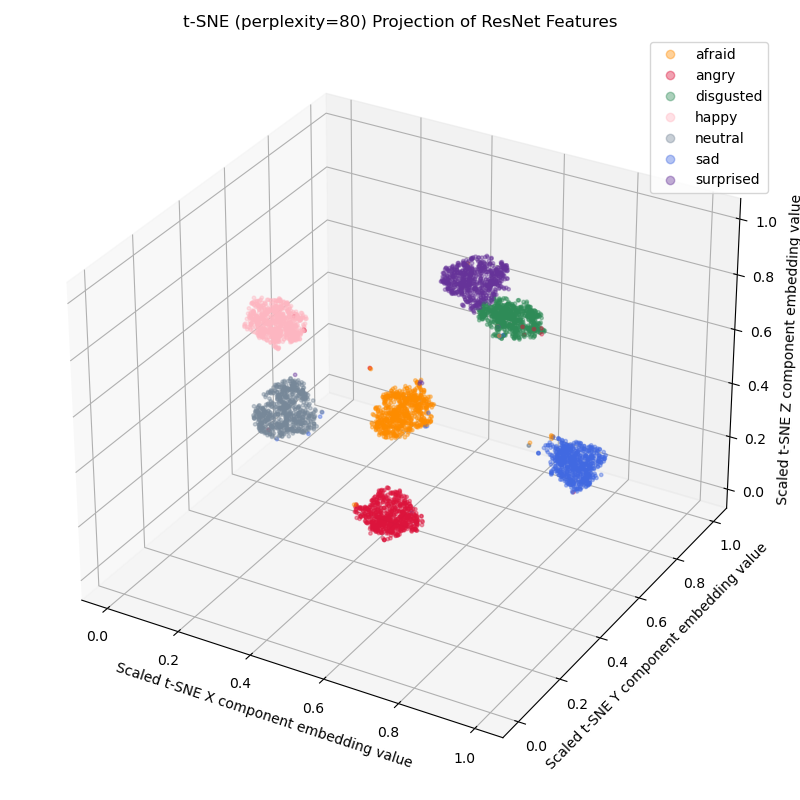 t-SNE (perplexity=80) Projection of ResNet Features
afraid
angry
disgusted
happy
neutral
sad
surprised
1.0
0.8
0.6
0.4
0.2
0.0
Scaled t-SNE Z component embedding value
0.0
0.2
0.4
0.6
0.8
1.0
Scaled t-SNE X component embedding value
0.0
0.2
0.4
0.6
0.8
1.0
Scaled t-SNE Y component embedding value